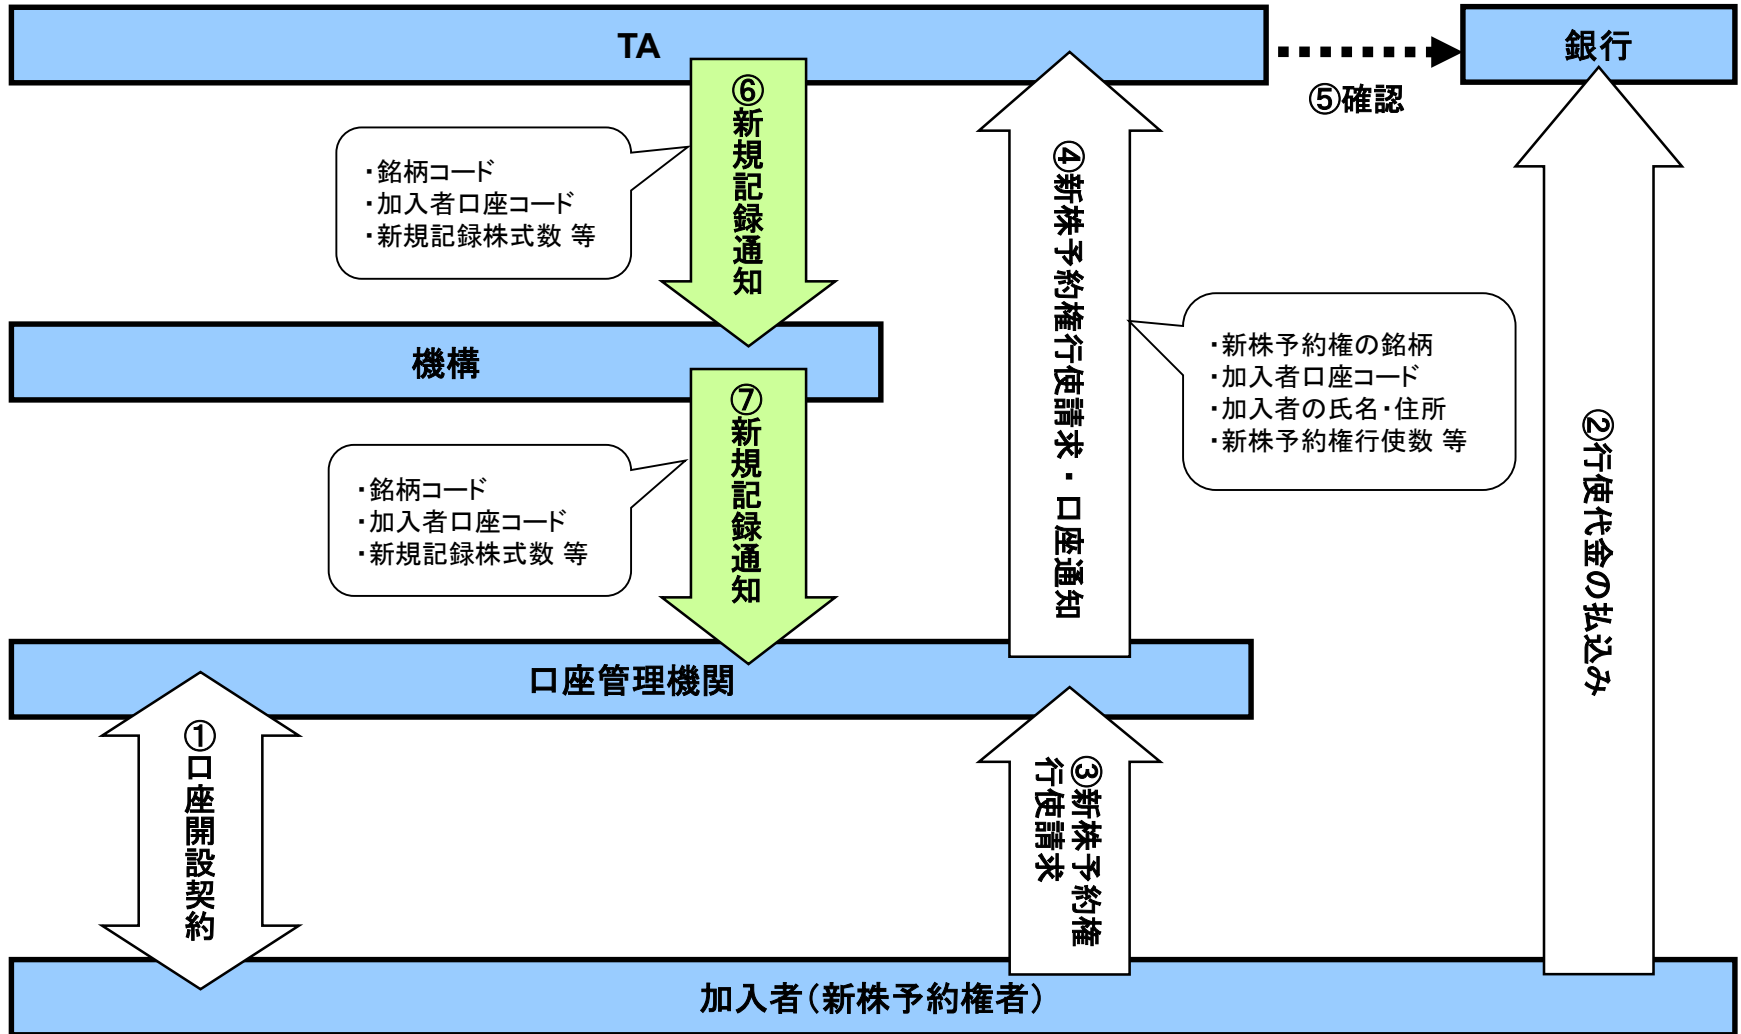 TA
銀行
⑤確認
⑥新規記録通知
・銘柄コード
・加入者口座コード
・新規記録株式数 等
④新株予約権行使請求・口座通知
・新株予約権の銘柄
・加入者口座コード
・加入者の氏名・住所
・新株予約権行使数 等
②行使代金の払込み
機構
⑦新規記録通知
・銘柄コード
・加入者口座コード
・新規記録株式数 等
口座管理機関
①口座開設契約
③新株予約権
行使請求
加入者(新株予約権者)